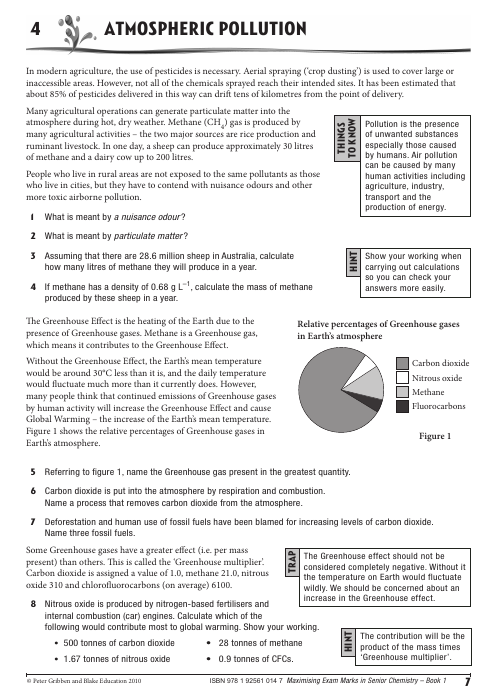 4 ATMOSPHERIC POLLUTION
In modern agriculture, the use of pesticides is necessary. Aerial spraying ('crop dusting') is used to cover large or
inaccessible areas. However, not all of the chemicals sprayed reach their intended sites. It has been estimated that
about 85% of pesticides delivered in this way can drift tens of kilometres from the point of delivery.
Many agricultural operations can generate particulate matter into the
atmosphere during hot, dry weather. Methane (CH4) gas is produced by
many agricultural activities – the two major sources are rice production and
ruminant livestock. In one day, a sheep can produce approximately 30 litres
of methane and a dairy cow up to 200 litres.
People who live in rural areas are not exposed to the same pollutants as those
who live in cities, but they have to contend with nuisance odours and other
more toxic airborne pollution.
THINGS
TO KNOW
Pollution is the presence
of unwanted substances
especially those caused
by humans. Air pollution
can be caused by many
human activities including
agriculture, industry,
transport and the
production of energy.
1 What is meant by a nuisance odour?
2 What is meant by particulate matter?
3 Assuming that there are 28.6 million sheep in Australia, calculate
how many litres of methane they will produce in a year.
4 If methane has a density of 0.68 g L⁻¹, calculate the mass of methane
produced by these sheep in a year.
HINT
Show your working when
carrying out calculations
so you can check your
answers more easily.
The Greenhouse Effect is the heating of the Earth due to the
presence of Greenhouse gases. Methane is a Greenhouse gas,
which means it contributes to the Greenhouse Effect.
Without the Greenhouse Effect, the Earth's mean temperature
would be around 30°C less than it is, and the daily temperature
would fluctuate much more than it currently does. However,
many people think that continued emissions of Greenhouse gases
by human activity will increase the Greenhouse Effect and cause
Global Warming – the increase of the Earth's mean temperature.
Figure 1 shows the relative percentages of Greenhouse gases in
Earth's atmosphere.
Relative percentages of Greenhouse gases
in Earth's atmosphere
Carbon dioxide
Nitrous oxide
Methane
Fluorocarbons
Figure 1
5 Referring to figure 1, name the Greenhouse gas present in the greatest quantity.
6 Carbon dioxide is put into the atmosphere by respiration and combustion.
Name a process that removes carbon dioxide from the atmosphere.
7 Deforestation and human use of fossil fuels have been blamed for increasing levels of carbon dioxide.
Name three fossil fuels.
Some Greenhouse gases have a greater effect (i.e. per mass
present) than others. This is called the 'Greenhouse multiplier'.
Carbon dioxide is assigned a value of 1.0, methane 21.0, nitrous
oxide 310 and chlorofluorocarbons (on average) 6100.
TRAP
The Greenhouse effect should not be
considered completely negative. Without it
the temperature on Earth would fluctuate
wildly. We should be concerned about an
increase in the Greenhouse effect.
8 Nitrous oxide is produced by nitrogen-based fertilisers and
internal combustion (car) engines. Calculate which of the
following would contribute most to global warming. Show your working.
• 500 tonnes of carbon dioxide • 28 tonnes of methane
• 1.67 tonnes of nitrous oxide • 0.9 tonnes of CFCs.
HINT
The contribution will be the
product of the mass times
'Greenhouse multiplier'.
© Peter Gribben and Blake Education 2010 ISBN 978 1 92561 014 7 Maximising Exam Marks in Senior Chemistry – Book 1 7